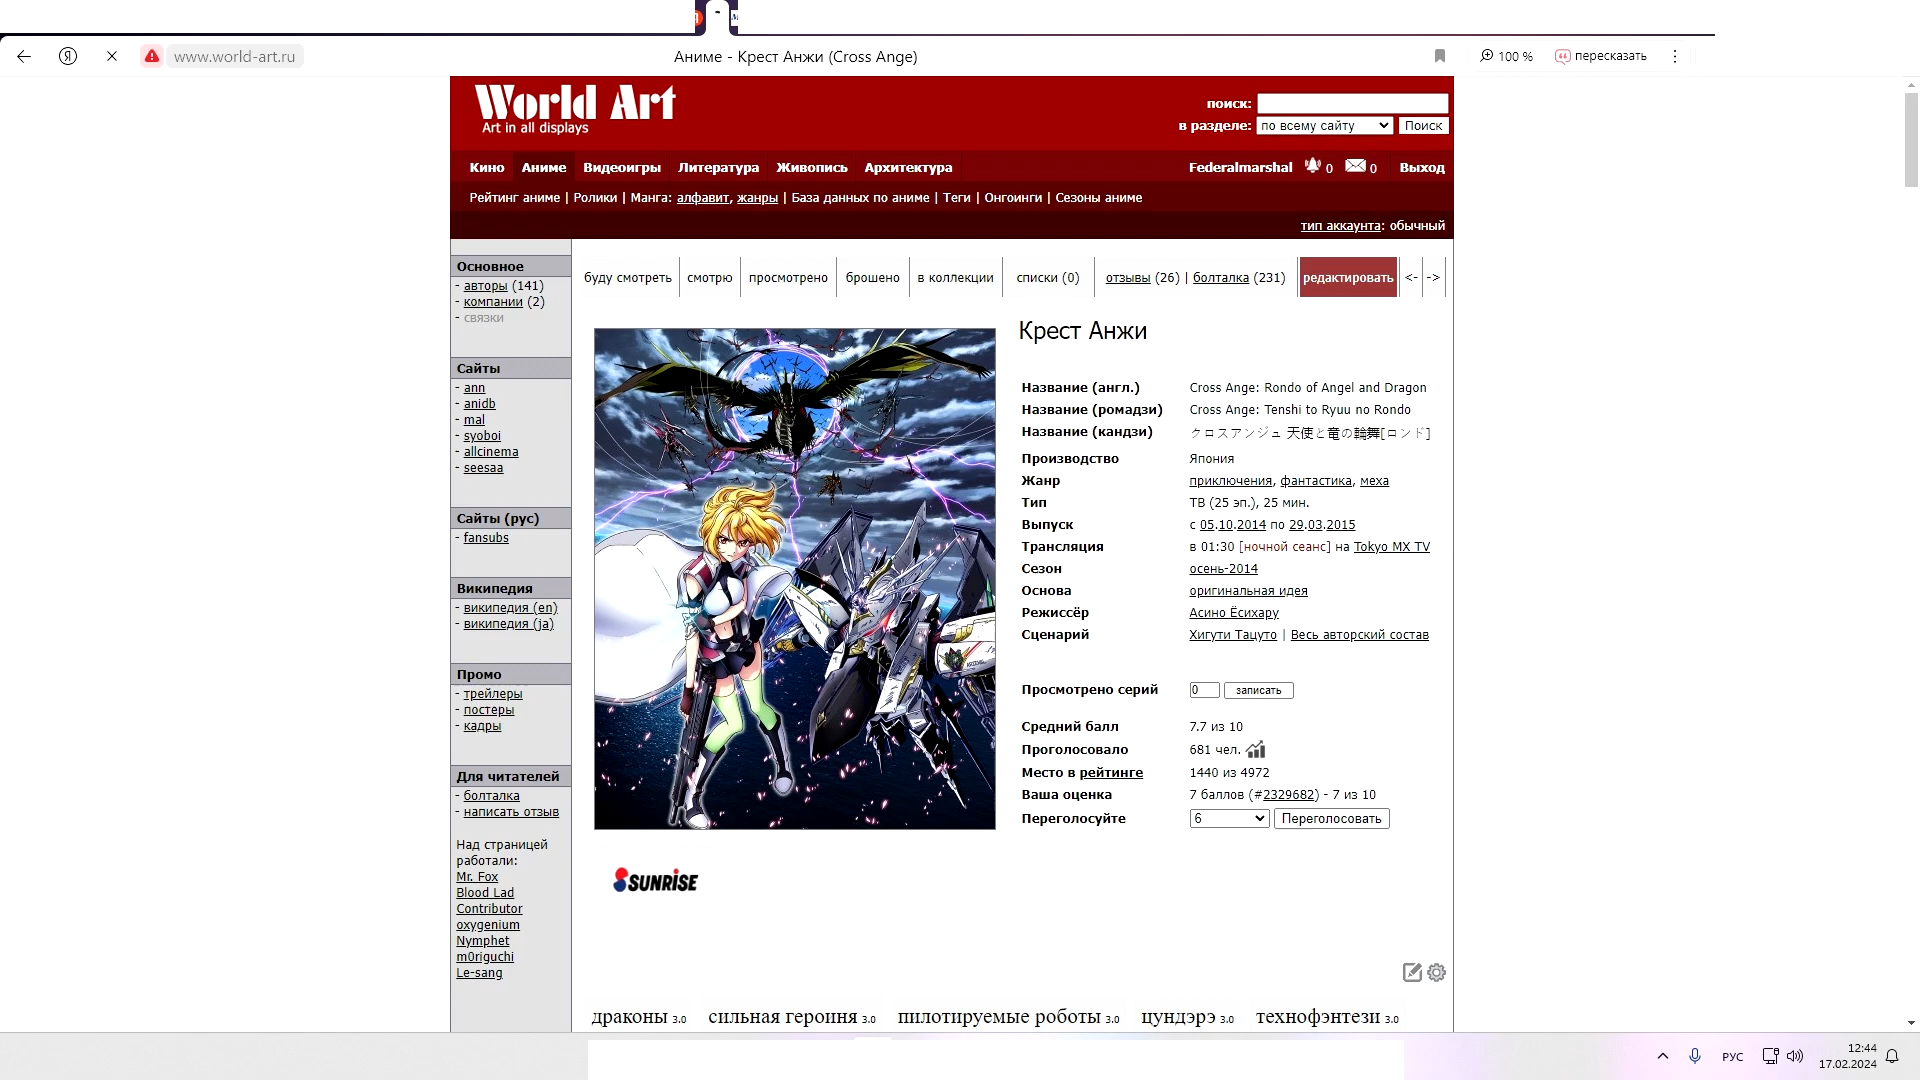 www.world-art.ru
Аниме - Крест Анжи (Cross Ange)
100 %
пересказать
World Art
Art in all displays
поиск:
в разделе: по всему сайту Поиск
Кино Аниме Видеоигры Литература Живопись Архитектура
Federalmarshal 0 0 Выход
Рейтинг аниме | Ролики | Манга: алфавит, жанры | База данных по аниме | Теги | Онгоинги | Сезоны аниме
тип аккаунта: обычный
Основное
- авторы (141)
- компании (2)
- связки
Сайты
- ann
- anidb
- mal
- syoboi
- allcinema
- seesaa
Сайты (рус)
- fansubs
Википедия
- википедия (en)
- википедия (ja)
Промо
- трейлеры
- постеры
- кадры
Для читателей
- болталка
- написать отзыв
Над страницей
работали:
Mr. Fox
Blood Lad
Contributor
oxygenium
Nymphet
m0riguchi
Le-sang
буду смотреть смотрю просмотрено брошено в коллекции списки (0) отзывы (26) | болталка (231) редактировать <- ->
Крест Анжи
Название (англ.) Cross Ange: Rondo of Angel and Dragon
Название (ромадзи) Cross Ange: Tenshi to Ryuu no Rondo
Название (кандзи) クロスアンジュ 天使と竜の輪舞[ロンド]
Производство Япония
Жанр приключения, фантастика, меха
Тип ТВ (25 эп.), 25 мин.
Выпуск с 05.10.2014 по 29.03.2015
Трансляция в 01:30 [ночной сеанс] на Tokyo MX TV
Сезон осень-2014
Основа оригинальная идея
Режиссёр Асино Ёсихару
Сценарий Хигути Тацуто | Весь авторский состав
Просмотрено серий 0 записать
Средний балл 7.7 из 10
Проголосовало 681 чел.
Место в рейтинге 1440 из 4972
Ваша оценка 7 баллов (#2329682) - 7 из 10
Переголосуйте 6 Переголосовать
SUNRISE
драконы 3.0 сильная героиня 3.0 пилотируемые роботы 3.0 цундэрэ 3.0 технофэнтези 3.0
РУС
12:44
17.02.2024